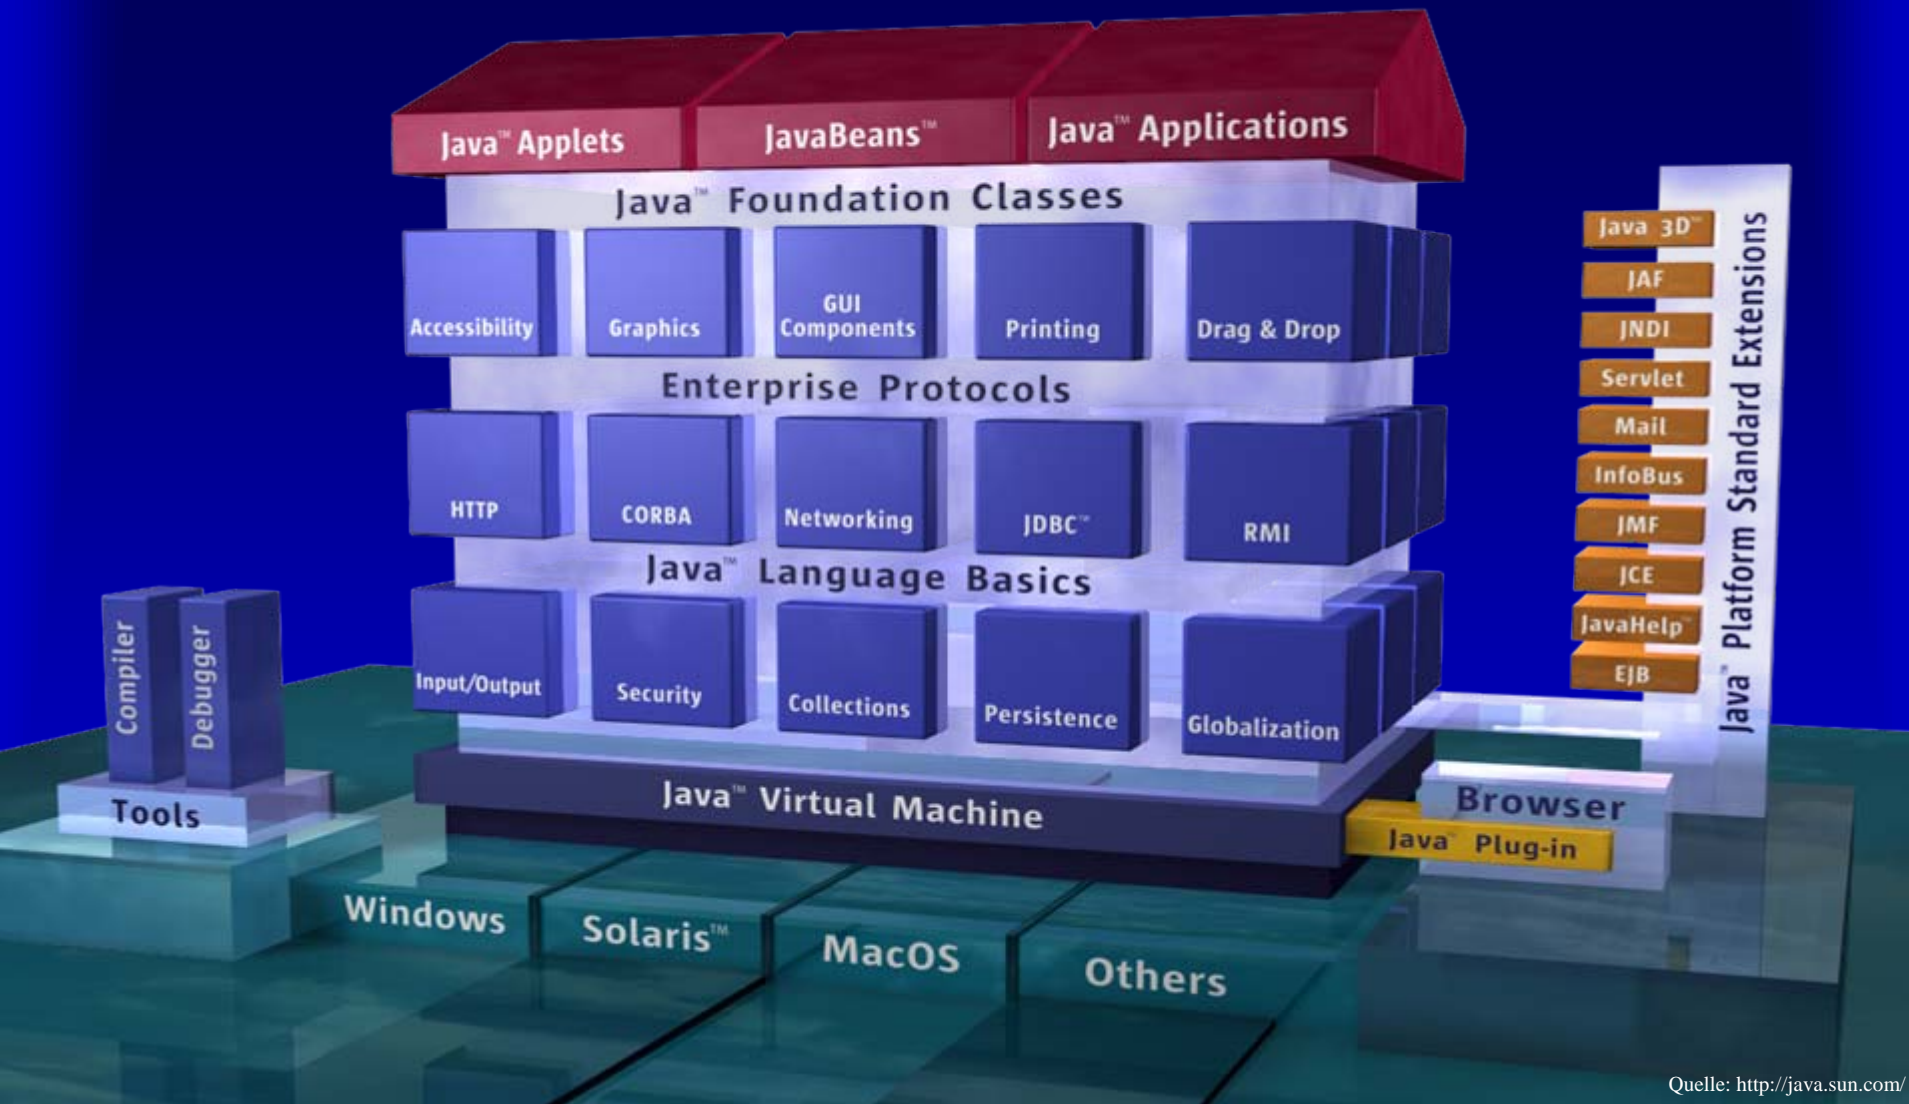 Java™ Applets
JavaBeans™
Java™ Applications
Java™ Foundation Classes
Accessibility
Graphics
GUI
Components
Printing
Drag & Drop
Enterprise Protocols
HTTP
CORBA
Networking
JDBC™
RMI
Java™ Language Basics
Input/Output
Security
Collections
Persistence
Globalization
Java™ Virtual Machine
Compiler
Debugger
Tools
Windows
Solaris™
MacOS
Others
Browser
Java™ Plug-in
Java 3D™
JAF
JNDI
Servlet
Mail
InfoBus
JMF
JCE
JavaHelp™
EJB
Java™ Platform Standard Extensions
Quelle: http://java.sun.com/